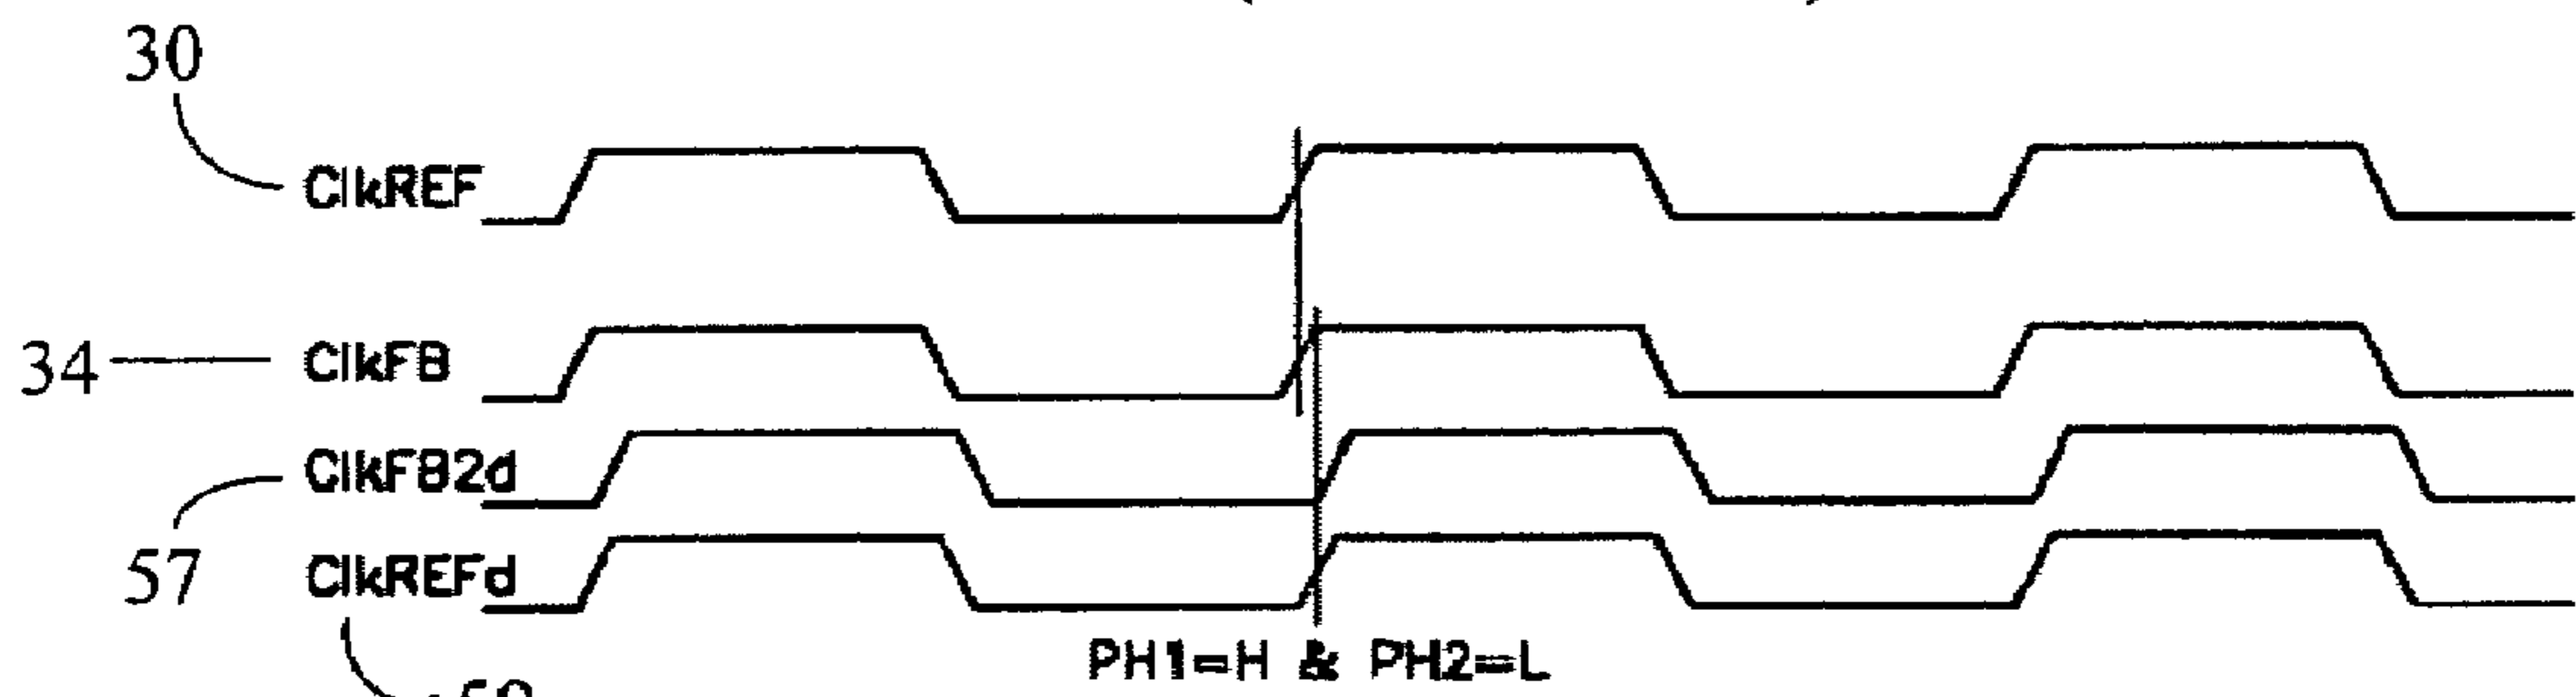 30
ClkREF
34
ClkFB
ClkFB2d
57
ClkREFd
PH1=H & PH2=L